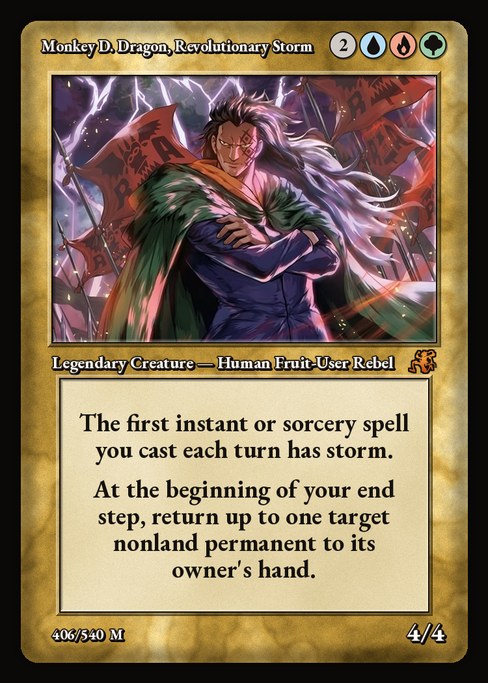 Monkey D. Dragon, Revolutionary Storm 2
R A
Legendary Creature — Human Fruit-User Rebel
The first instant or sorcery spell
you cast each turn has storm.
At the beginning of your end
step, return up to one target
nonland permanent to its
owner's hand.
406/540 M 4/4